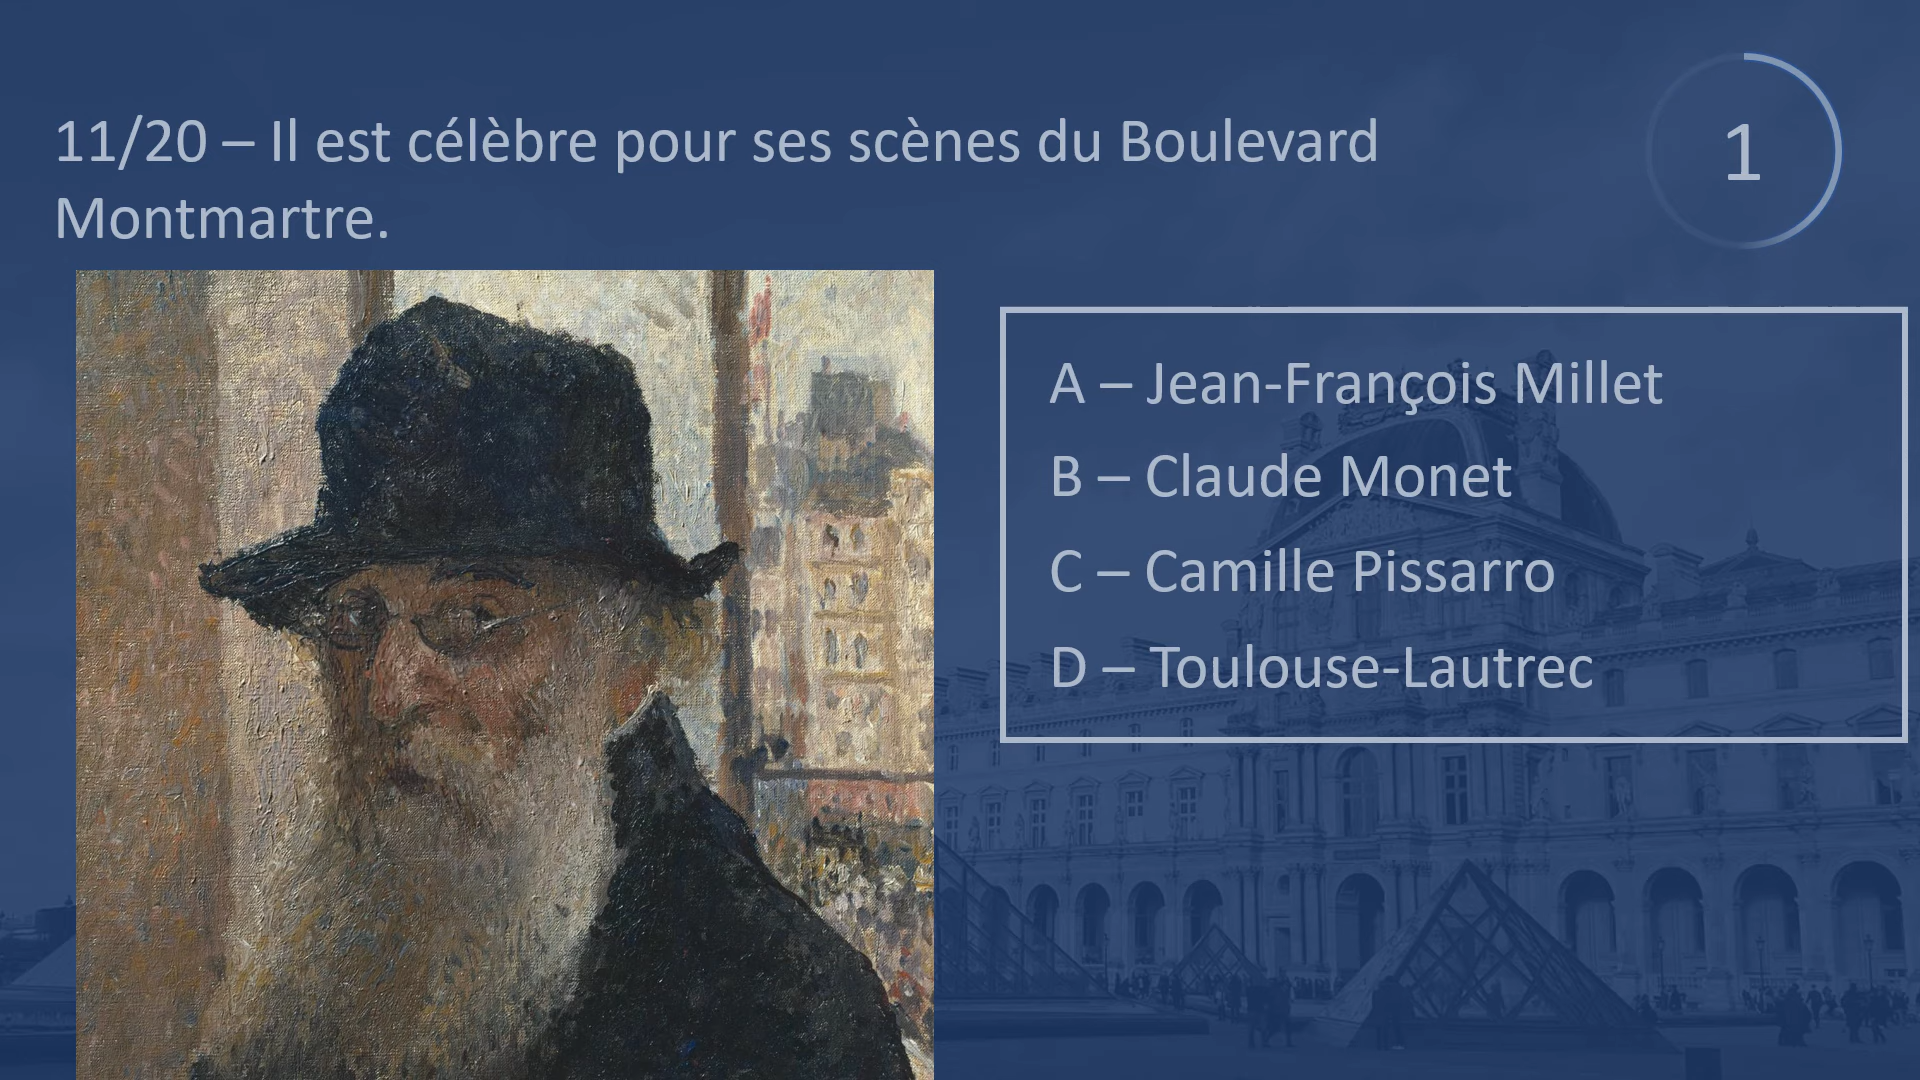 11/20 – Il est célèbre pour ses scènes du Boulevard
Montmartre.
1
A – Jean-François Millet
B – Claude Monet
C – Camille Pissarro
D – Toulouse-Lautrec